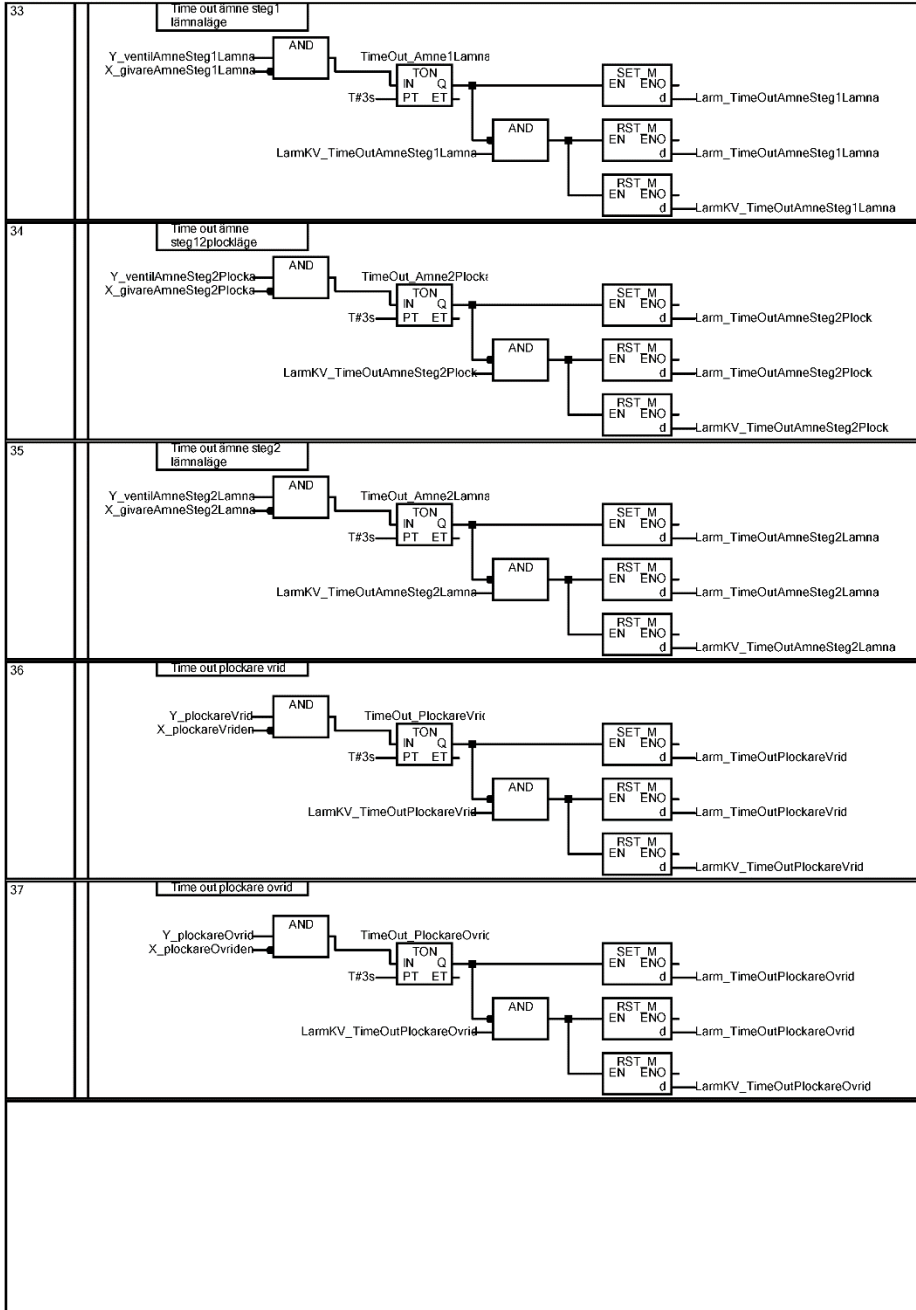 33
Time out ämne steg1
lämnaläge
Y_ventilAmneSteg1Lamna
X_givareAmneSteg1Lamna
AND
TimeOut_Amne1Lamna
TON
IN Q
T#3s
PT ET
SET_M
EN ENO
d
Larm_TimeOutAmneSteg1Lamna
AND
LarmKV_TimeOutAmneSteg1Lamna
RST_M
EN ENO
d
Larm_TimeOutAmneSteg1Lamna
RST_M
EN ENO
d
LarmKV_TimeOutAmneSteg1Lamna
34
Time out ämne
steg12plockläge
Y_ventilAmneSteg2Plocka
X_givareAmneSteg2Plocka
AND
TimeOut_Amne2Plocka
TON
IN Q
T#3s
PT ET
SET_M
EN ENO
d
Larm_TimeOutAmneSteg2Plock
AND
LarmKV_TimeOutAmneSteg2Plock
RST_M
EN ENO
d
Larm_TimeOutAmneSteg2Plock
RST_M
EN ENO
d
LarmKV_TimeOutAmneSteg2Plock
35
Time out ämne steg2
lämnaläge
Y_ventilAmneSteg2Lamna
X_givareAmneSteg2Lamna
AND
TimeOut_Amne2Lamna
TON
IN Q
T#3s
PT ET
SET_M
EN ENO
d
Larm_TimeOutAmneSteg2Lamna
AND
LarmKV_TimeOutAmneSteg2Lamna
RST_M
EN ENO
d
Larm_TimeOutAmneSteg2Lamna
RST_M
EN ENO
d
LarmKV_TimeOutAmneSteg2Lamna
36
Time out plockare vrid
Y_plockareVrid
X_plockareVriden
AND
TimeOut_PlockareVrid
TON
IN Q
T#3s
PT ET
SET_M
EN ENO
d
Larm_TimeOutPlockareVrid
AND
LarmKV_TimeOutPlockareVrid
RST_M
EN ENO
d
Larm_TimeOutPlockareVrid
RST_M
EN ENO
d
LarmKV_TimeOutPlockareVrid
37
Time out plockare ovrid
Y_plockareOvrid
X_plockareOvriden
AND
TimeOut_PlockareOvrid
TON
IN Q
T#3s
PT ET
SET_M
EN ENO
d
Larm_TimeOutPlockareOvrid
AND
LarmKV_TimeOutPlockareOvrid
RST_M
EN ENO
d
Larm_TimeOutPlockareOvrid
RST_M
EN ENO
d
LarmKV_TimeOutPlockareOvrid